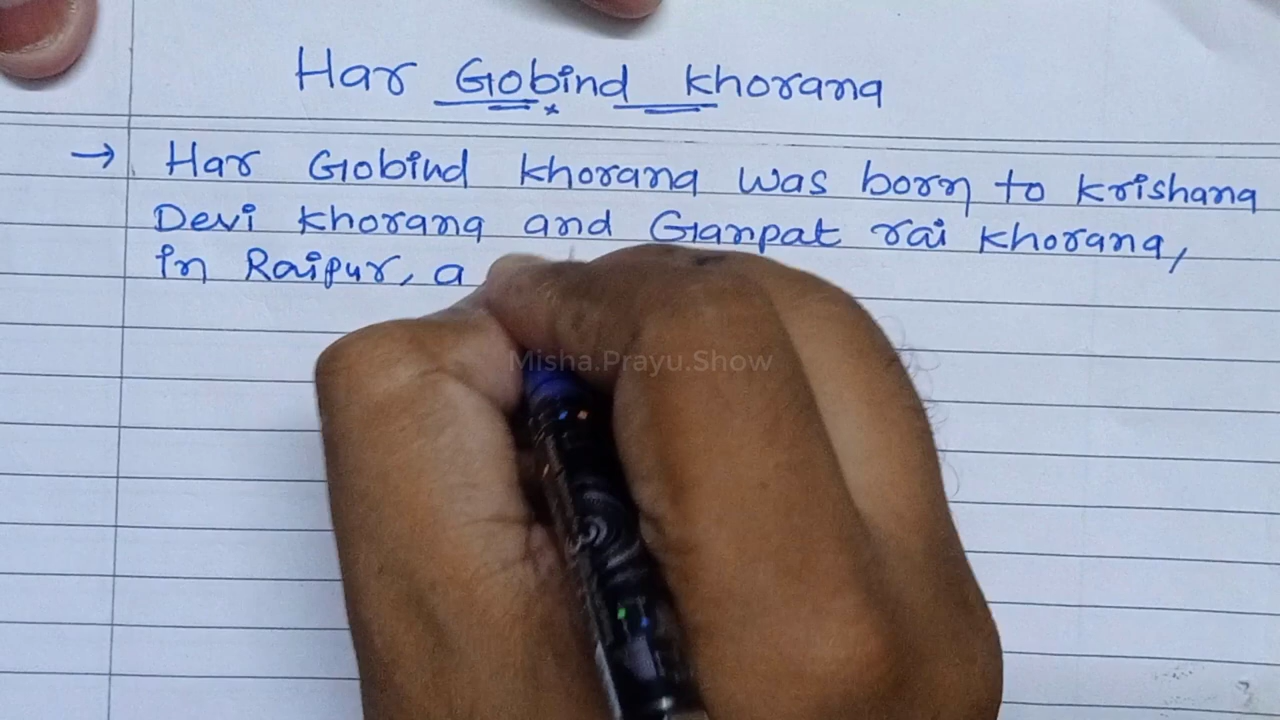 Har Gobind Khorana
→ Har Gobind Khorana was born to Krishana
Devi Khorana and Ganpat rai Khorana,
in Raipur, a
Misha.Prayu.Show